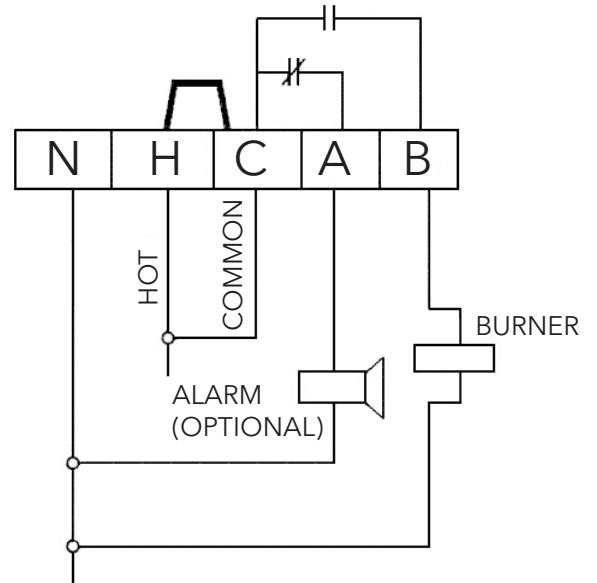 N H C A B
HOT
COMMON
BURNER
ALARM
(OPTIONAL)